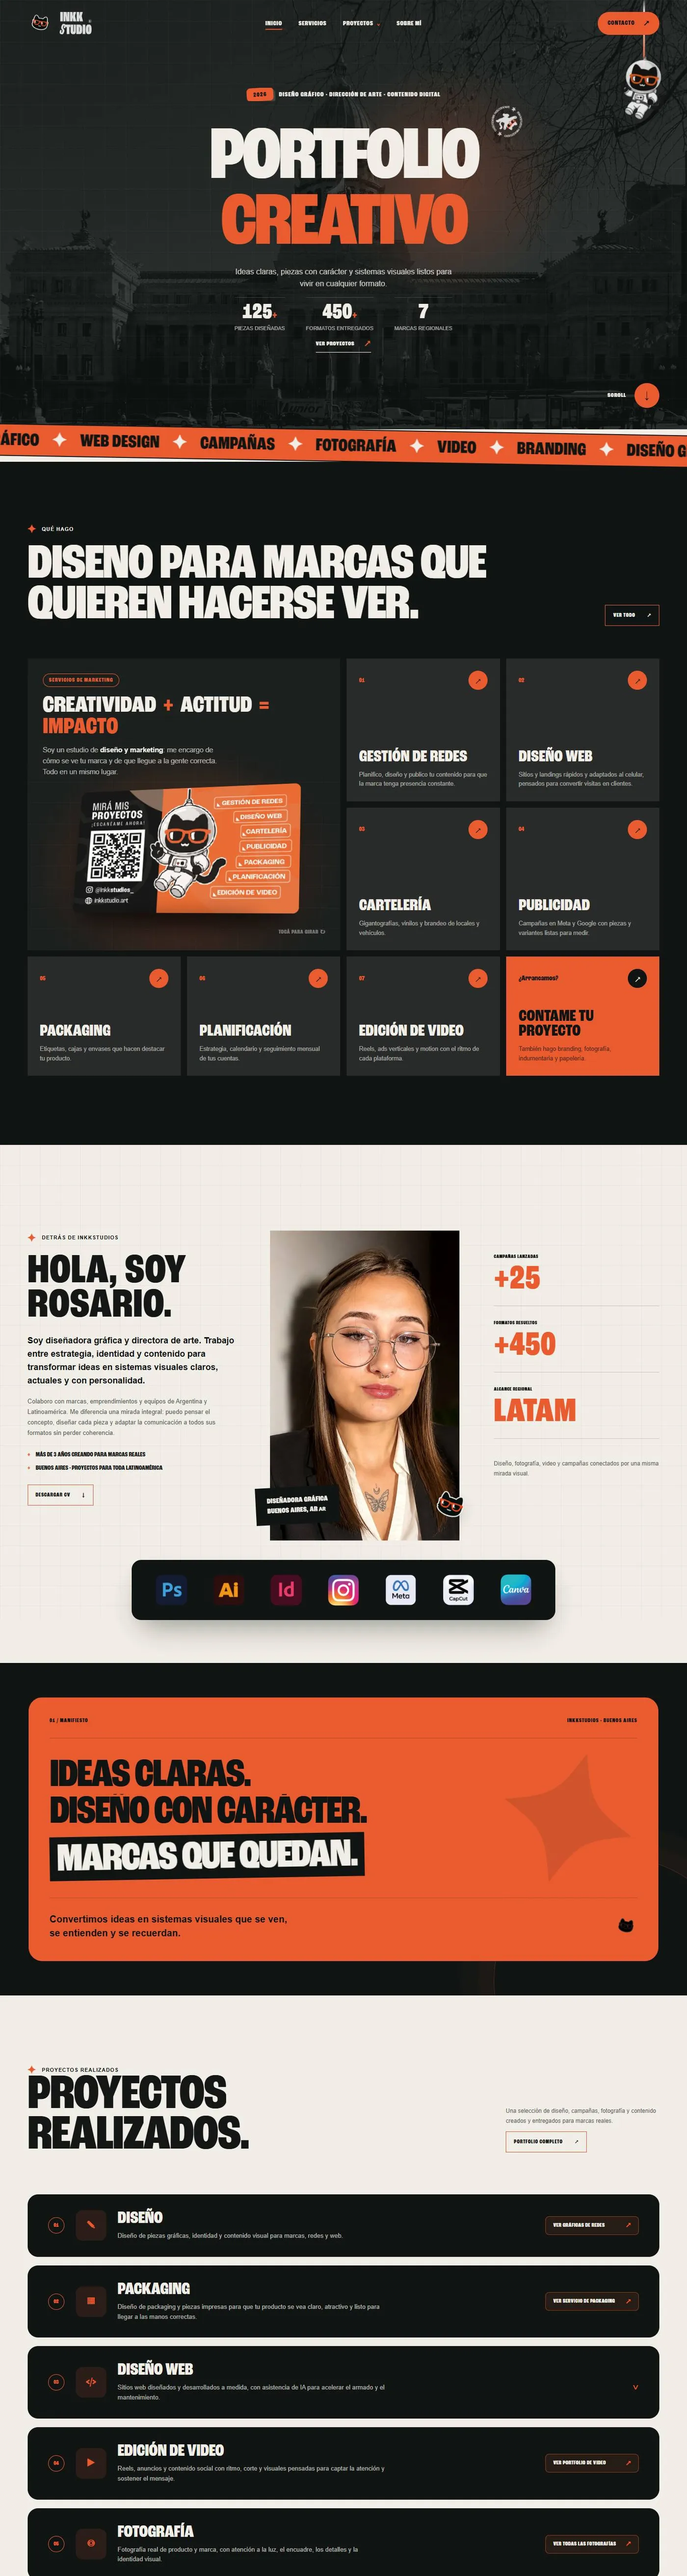 INKK
STUDIO
INICIO
SERVICIOS
PROYECTOS
SOBRE MÍ
CONTACTO ↗
2026
DISEÑO GRÁFICO · DIRECCIÓN DE ARTE · CONTENIDO DIGITAL
PORTFOLIO
CREATIVO
Ideas claras, piezas con carácter y sistemas visuales listos para
vivir en cualquier formato.
125+
450+
7
PIEZAS DISEÑADAS
FORMATOS ENTREGADOS
MARCAS REGIONALES
VER PROYECTOS ↗
SCROLL ↓
ÁFICO ✦ WEB DESIGN ✦ CAMPAÑAS ✦ FOTOGRAFÍA ✦ VIDEO ✦ BRANDING ✦ DISEÑO G
QUÉ HAGO
DISENO PARA MARCAS QUE
QUIEREN HACERSE VER.
VER TODO ↗
SERVICIOS DE MARKETING
CREATIVIDAD + ACTITUD =
IMPACTO
Soy un estudio de diseño y marketing: me encargo de
cómo se ve tu marca y de que llegue a la gente correcta.
Todo en un mismo lugar.
MIRÁ MIS
PROYECTOS
¡ESCANEAME AHORA!
@inkkstudios_
inkkstudio.art
GESTIÓN DE REDES
DISEÑO WEB
CARTELERÍA
PUBLICIDAD
PACKAGING
PLANIFICACIÓN
EDICIÓN DE VIDEO
TOCÁ PARA GIRAR
01
GESTIÓN DE REDES
Planifico, diseño y publico tu contenido para que
la marca tenga presencia constante.
02
DISEÑO WEB
Sitios y landings rápidos y adaptados al celular,
pensados para convertir visitas en clientes.
03
CARTELERÍA
Gigantografías, vinilos y brandeo de locales y
vehículos.
04
PUBLICIDAD
Campañas en Meta y Google con piezas y
variantes listas para medir.
05
PACKAGING
Etiquetas, cajas y envases que hacen destacar
tu producto.
06
PLANIFICACIÓN
Estrategia, calendario y seguimiento mensual
de tus cuentas.
07
EDICIÓN DE VIDEO
Reels, ads verticales y motion con el ritmo de
cada plataforma.
¿Arrancamos?
CONTAME TU
PROYECTO
También hago branding, fotografía,
indumentaria y papelería.
DETRÁS DE INKKSTUDIOS
HOLA, SOY
ROSARIO.
Soy diseñadora gráfica y directora de arte. Trabajo
entre estrategia, identidad y contenido para
transformar ideas en sistemas visuales claros,
actuales y con personalidad.
Colaboro con marcas, emprendimientos y equipos de Argentina y
Latinoamérica. Me diferencia una mirada integral: puedo pensar el
concepto, diseñar cada pieza y adaptar la comunicación a todos sus
formatos sin perder coherencia.
MÁS DE 3 AÑOS CREANDO PARA MARCAS REALES
BUENOS AIRES · PROYECTOS PARA TODA LATINOAMÉRICA
DESCARGAR CV ↓
DISEÑADORA GRÁFICA
BUENOS AIRES, AR AR
CAMPAÑAS LANZADAS
+25
FORMATOS RESUELTOS
+450
ALCANCE REGIONAL
LATAM
Diseño, fotografía, video y campañas conectados por una misma
mirada visual.
Ps
Ai
Id
Meta
CapCut
Canva
01 / MANIFIESTO
INKKSTUDIOS · BUENOS AIRES
IDEAS CLARAS.
DISEÑO CON CARÁCTER.
MARCAS QUE QUEDAN.
Convertimos ideas en sistemas visuales que se ven,
se entienden y se recuerdan.
PROYECTOS REALIZADOS
PROYECTOS
REALIZADOS.
Una selección de diseño, campañas, fotografía y contenido
creados y entregados para marcas reales.
PORTFOLIO COMPLETO ↗
01
DISEÑO
Diseño de piezas gráficas, identidad y contenido visual para marcas, redes y web.
VER GRÁFICAS DE REDES ↗
02
PACKAGING
Diseño de packaging y piezas impresas para que tu producto se vea claro, atractivo y listo para
llegar a las manos correctas.
VER SERVICIO DE PACKAGING ↗
03
</>
DISEÑO WEB
Sitios web diseñados y desarrollados a medida, con asistencia de IA para acelerar el armado y el
mantenimiento.
04
EDICIÓN DE VIDEO
Reels, anuncios y contenido social con ritmo, corte y visuales pensadas para captar la atención y
sostener el mensaje.
VER PORTFOLIO DE VIDEO ↗
05
FOTOGRAFÍA
Fotografía real de producto y marca, con atención a la luz, el encuadre, los detalles y la
identidad visual.
VER TODAS LAS FOTOGRAFÍAS ↗